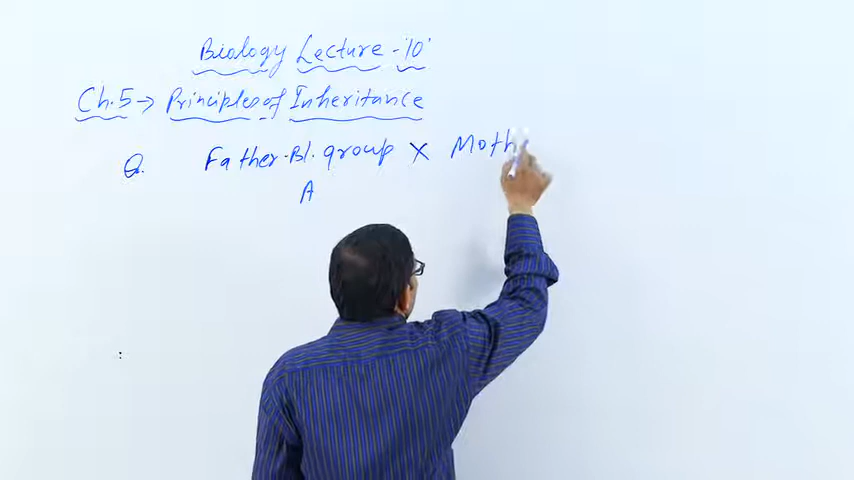 Biology Lecture-'10'
Ch.5→ Principles of Inheritance
Q. Father-Bl. group × Moth
A